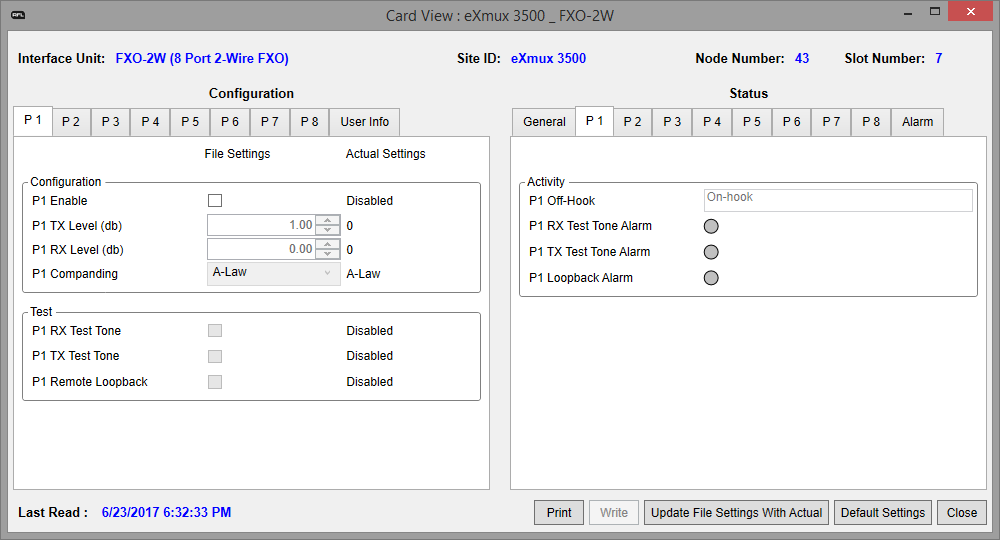 AFL
Card View : eXmux 3500 _ FXO-2W
Interface Unit: FXO-2W (8 Port 2-Wire FXO) Site ID: eXmux 3500 Node Number: 43 Slot Number: 7
Configuration Status
P 1 P 2 P 3 P 4 P 5 P 6 P 7 P 8 User Info
General P 1 P 2 P 3 P 4 P 5 P 6 P 7 P 8 Alarm
File Settings Actual Settings
Configuration
P1 Enable Disabled
P1 TX Level (db) 1.00 0
P1 RX Level (db) 0.00 0
P1 Companding A-Law A-Law
Test
P1 RX Test Tone Disabled
P1 TX Test Tone Disabled
P1 Remote Loopback Disabled
Activity
P1 Off-Hook On-hook
P1 RX Test Tone Alarm
P1 TX Test Tone Alarm
P1 Loopback Alarm
Last Read : 6/23/2017 6:32:33 PM
Print Write Update File Settings With Actual Default Settings Close